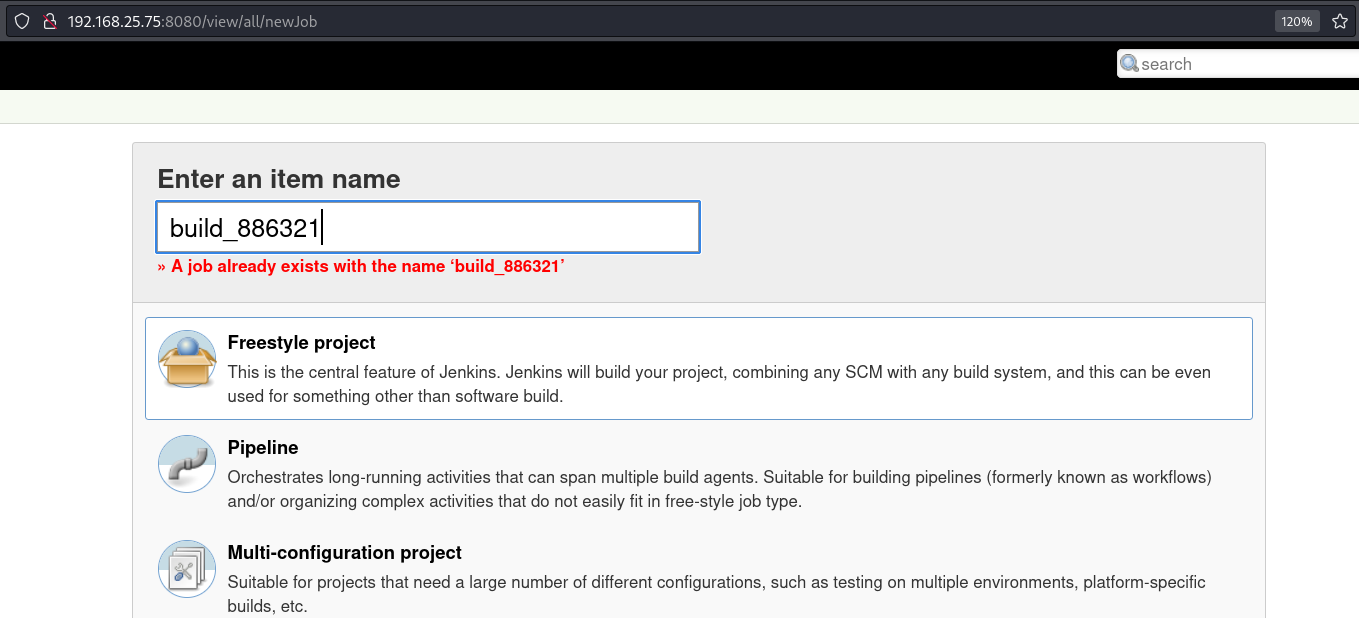 192.168.25.75:8080/view/all/newJob
120%
search
Enter an item name
build_886321
» A job already exists with the name ‘build_886321’
Freestyle project
This is the central feature of Jenkins. Jenkins will build your project, combining any SCM with any build system, and this can be even
used for something other than software build.
Pipeline
Orchestrates long-running activities that can span multiple build agents. Suitable for building pipelines (formerly known as workflows)
and/or organizing complex activities that do not easily fit in free-style job type.
Multi-configuration project
Suitable for projects that need a large number of different configurations, such as testing on multiple environments, platform-specific
builds, etc.